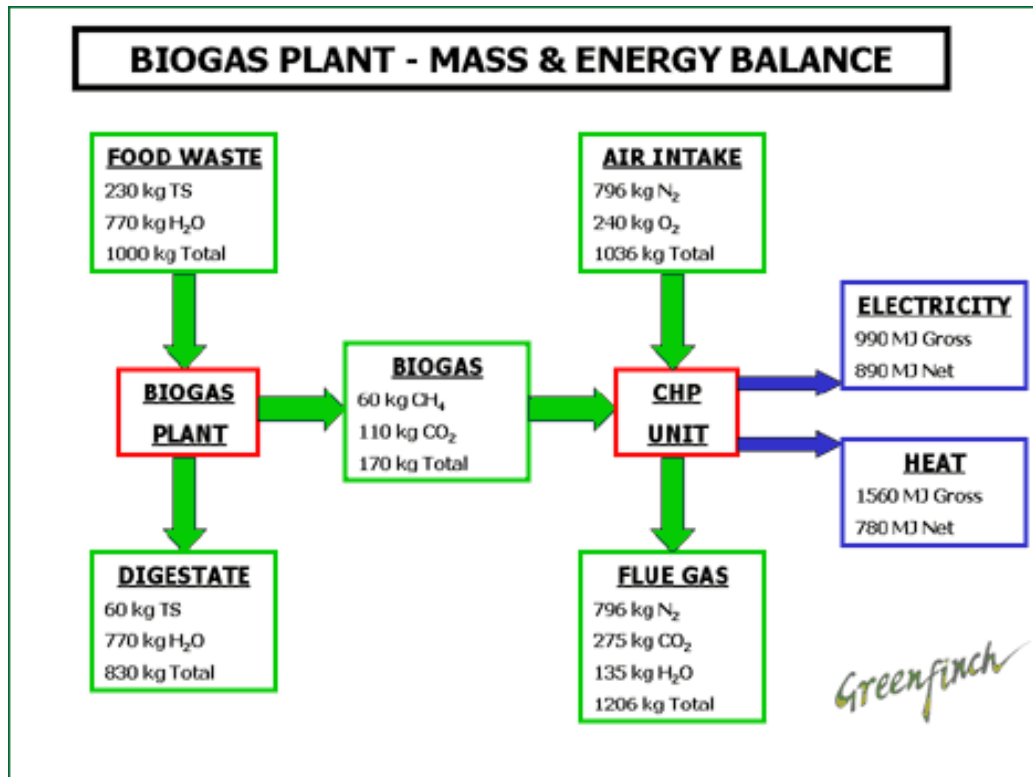 BIOGAS PLANT - MASS & ENERGY BALANCE
FOOD WASTE
230 kg TS
770 kg H₂O
1000 kg Total
AIR INTAKE
796 kg N₂
240 kg O₂
1036 kg Total
ELECTRICITY
990 MJ Gross
890 MJ Net
BIOGAS
PLANT
BIOGAS
60 kg CH₄
110 kg CO₂
170 kg Total
CHP
UNIT
HEAT
1560 MJ Gross
780 MJ Net
DIGESTATE
60 kg TS
770 kg H₂O
830 kg Total
FLUE GAS
796 kg N₂
275 kg CO₂
135 kg H₂O
1206 kg Total
Greenfinch